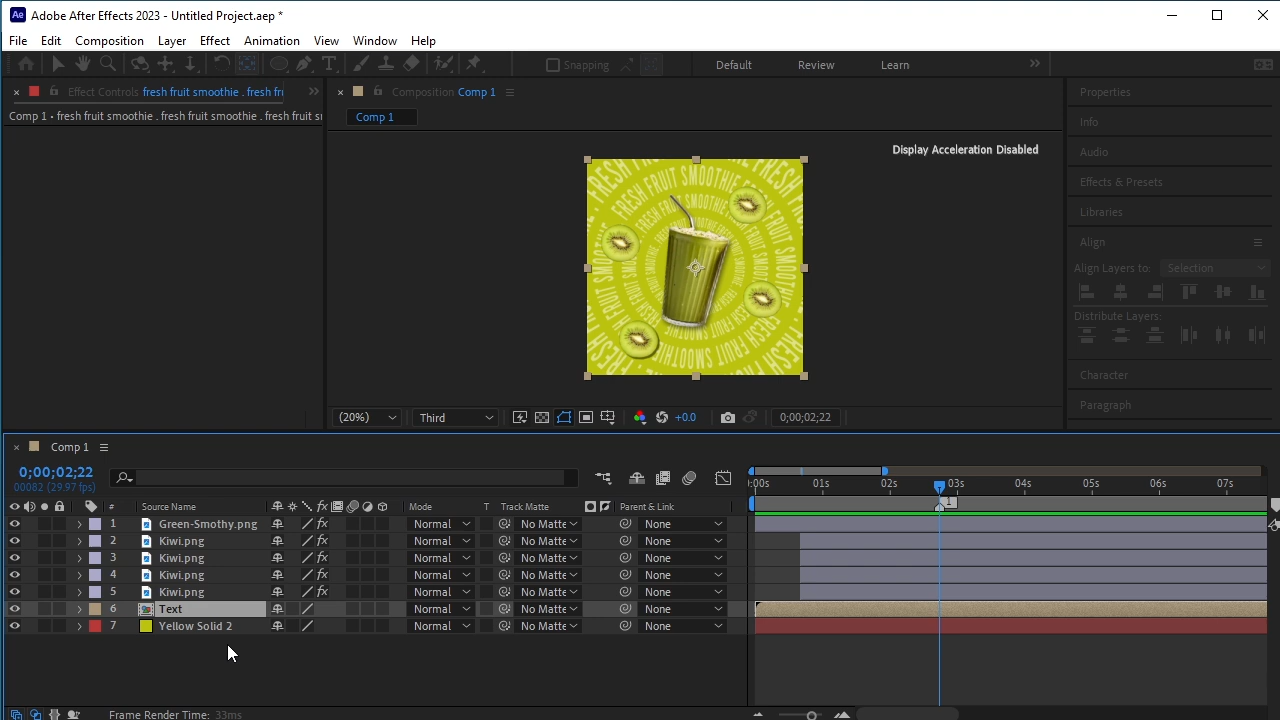 Adobe After Effects 2023 - Untitled Project.aep *
File Edit Composition Layer Effect Animation View Window Help
Snapping Default Review Learn
Effect Controls fresh fruit smoothie . fresh fr
Comp 1 • fresh fruit smoothie . fresh fruit smoothie . fresh fruit s
Composition Comp 1
Comp 1
Display Acceleration Disabled
FRESH FRUIT SMOOTHIE
(20%) Third +0.0 0;00;02;22
Properties
Info
Audio
Effects & Presets
Libraries
Align
Align Layers to: Selection
Distribute Layers:
Character
Paragraph
Comp 1
0;00;02;22
00082 (29.97 fps)
:00s 01s 02s 03s 04s 05s 06s 07s
1
# Source Name Mode T Track Matte Parent & Link
1 Green-Smothy.png Normal No Matte None
2 Kiwi.png Normal No Matte None
3 Kiwi.png Normal No Matte None
4 Kiwi.png Normal No Matte None
5 Kiwi.png Normal No Matte None
6 Text Normal No Matte None
7 Yellow Solid 2 Normal No Matte None
Frame Render Time: 33ms